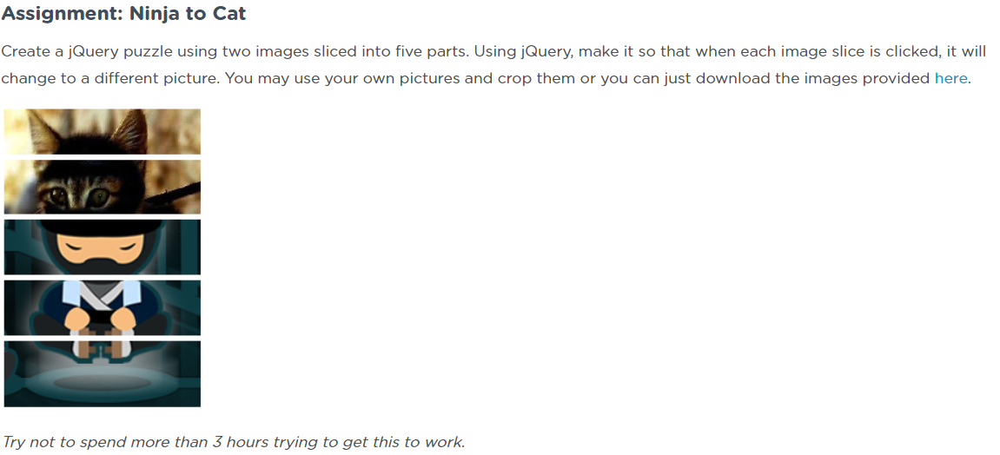 Assignment: Ninja to Cat
Create a jQuery puzzle using two images sliced into five parts. Using jQuery, make it so that when each image slice is clicked, it will
change to a different picture. You may use your own pictures and crop them or you can just download the images provided here.
Try not to spend more than 3 hours trying to get this to work.